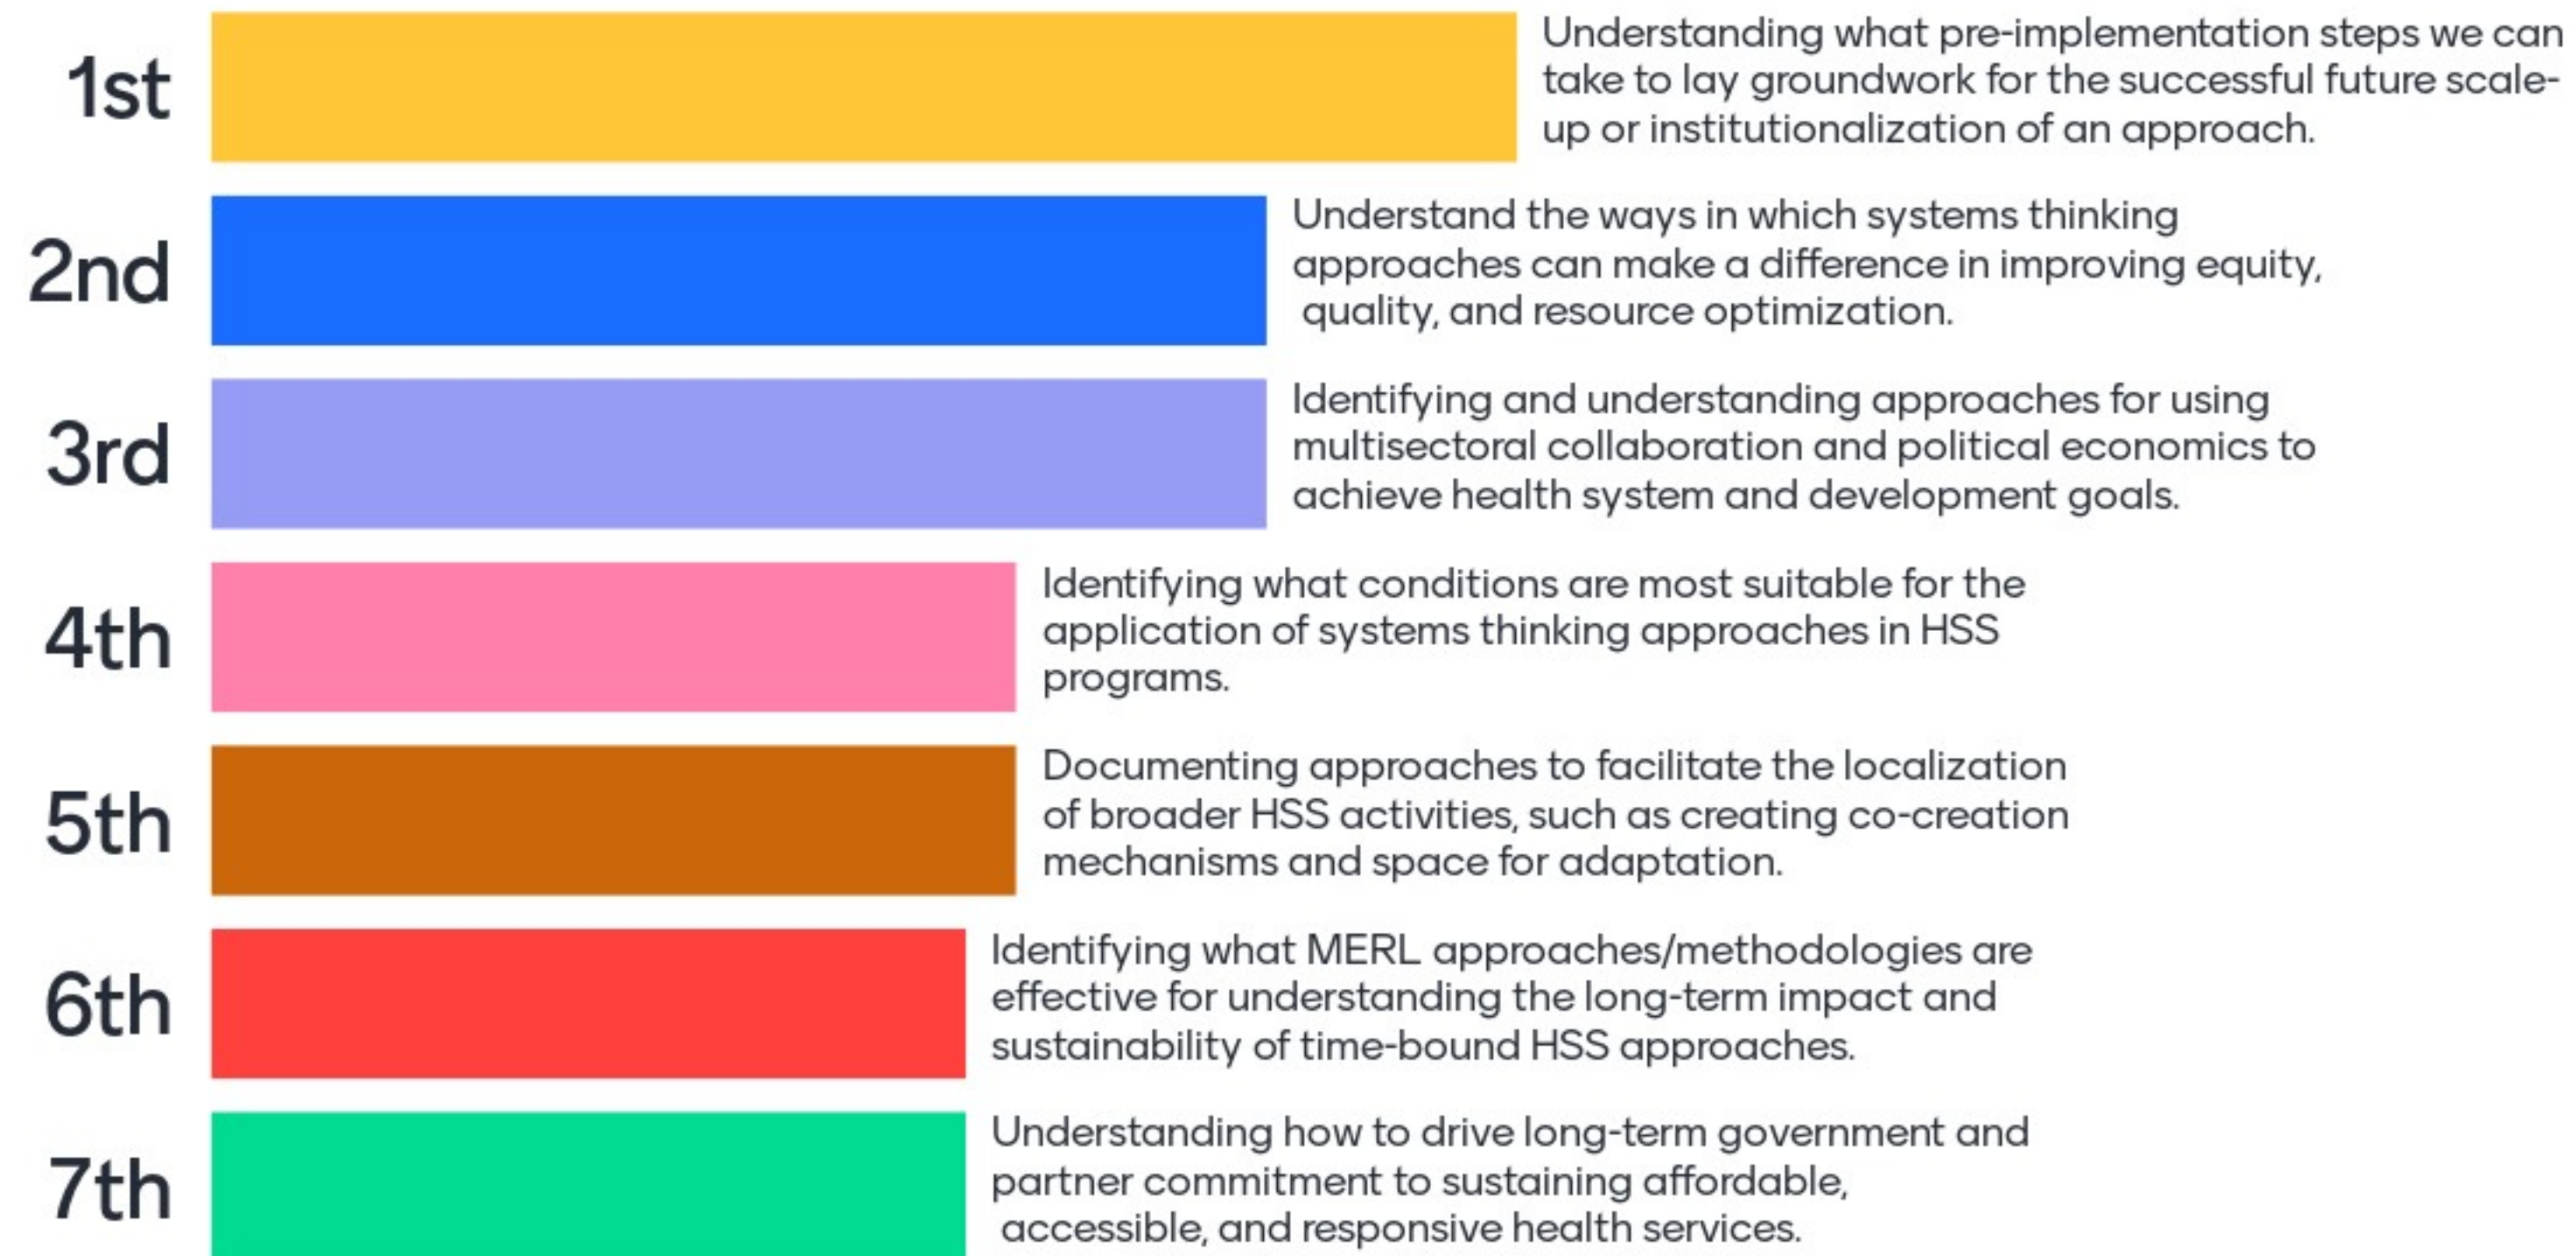 1st
Understanding what pre-implementation steps we can
take to lay groundwork for the successful future scale-
up or institutionalization of an approach.
2nd
Understand the ways in which systems thinking
approaches can make a difference in improving equity,
quality, and resource optimization.
3rd
Identifying and understanding approaches for using
multisectoral collaboration and political economics to
achieve health system and development goals.
4th
Identifying what conditions are most suitable for the
application of systems thinking approaches in HSS
programs.
5th
Documenting approaches to facilitate the localization
of broader HSS activities, such as creating co-creation
mechanisms and space for adaptation.
6th
Identifying what MERL approaches/methodologies are
effective for understanding the long-term impact and
sustainability of time-bound HSS approaches.
7th
Understanding how to drive long-term government and
partner commitment to sustaining affordable,
accessible, and responsive health services.